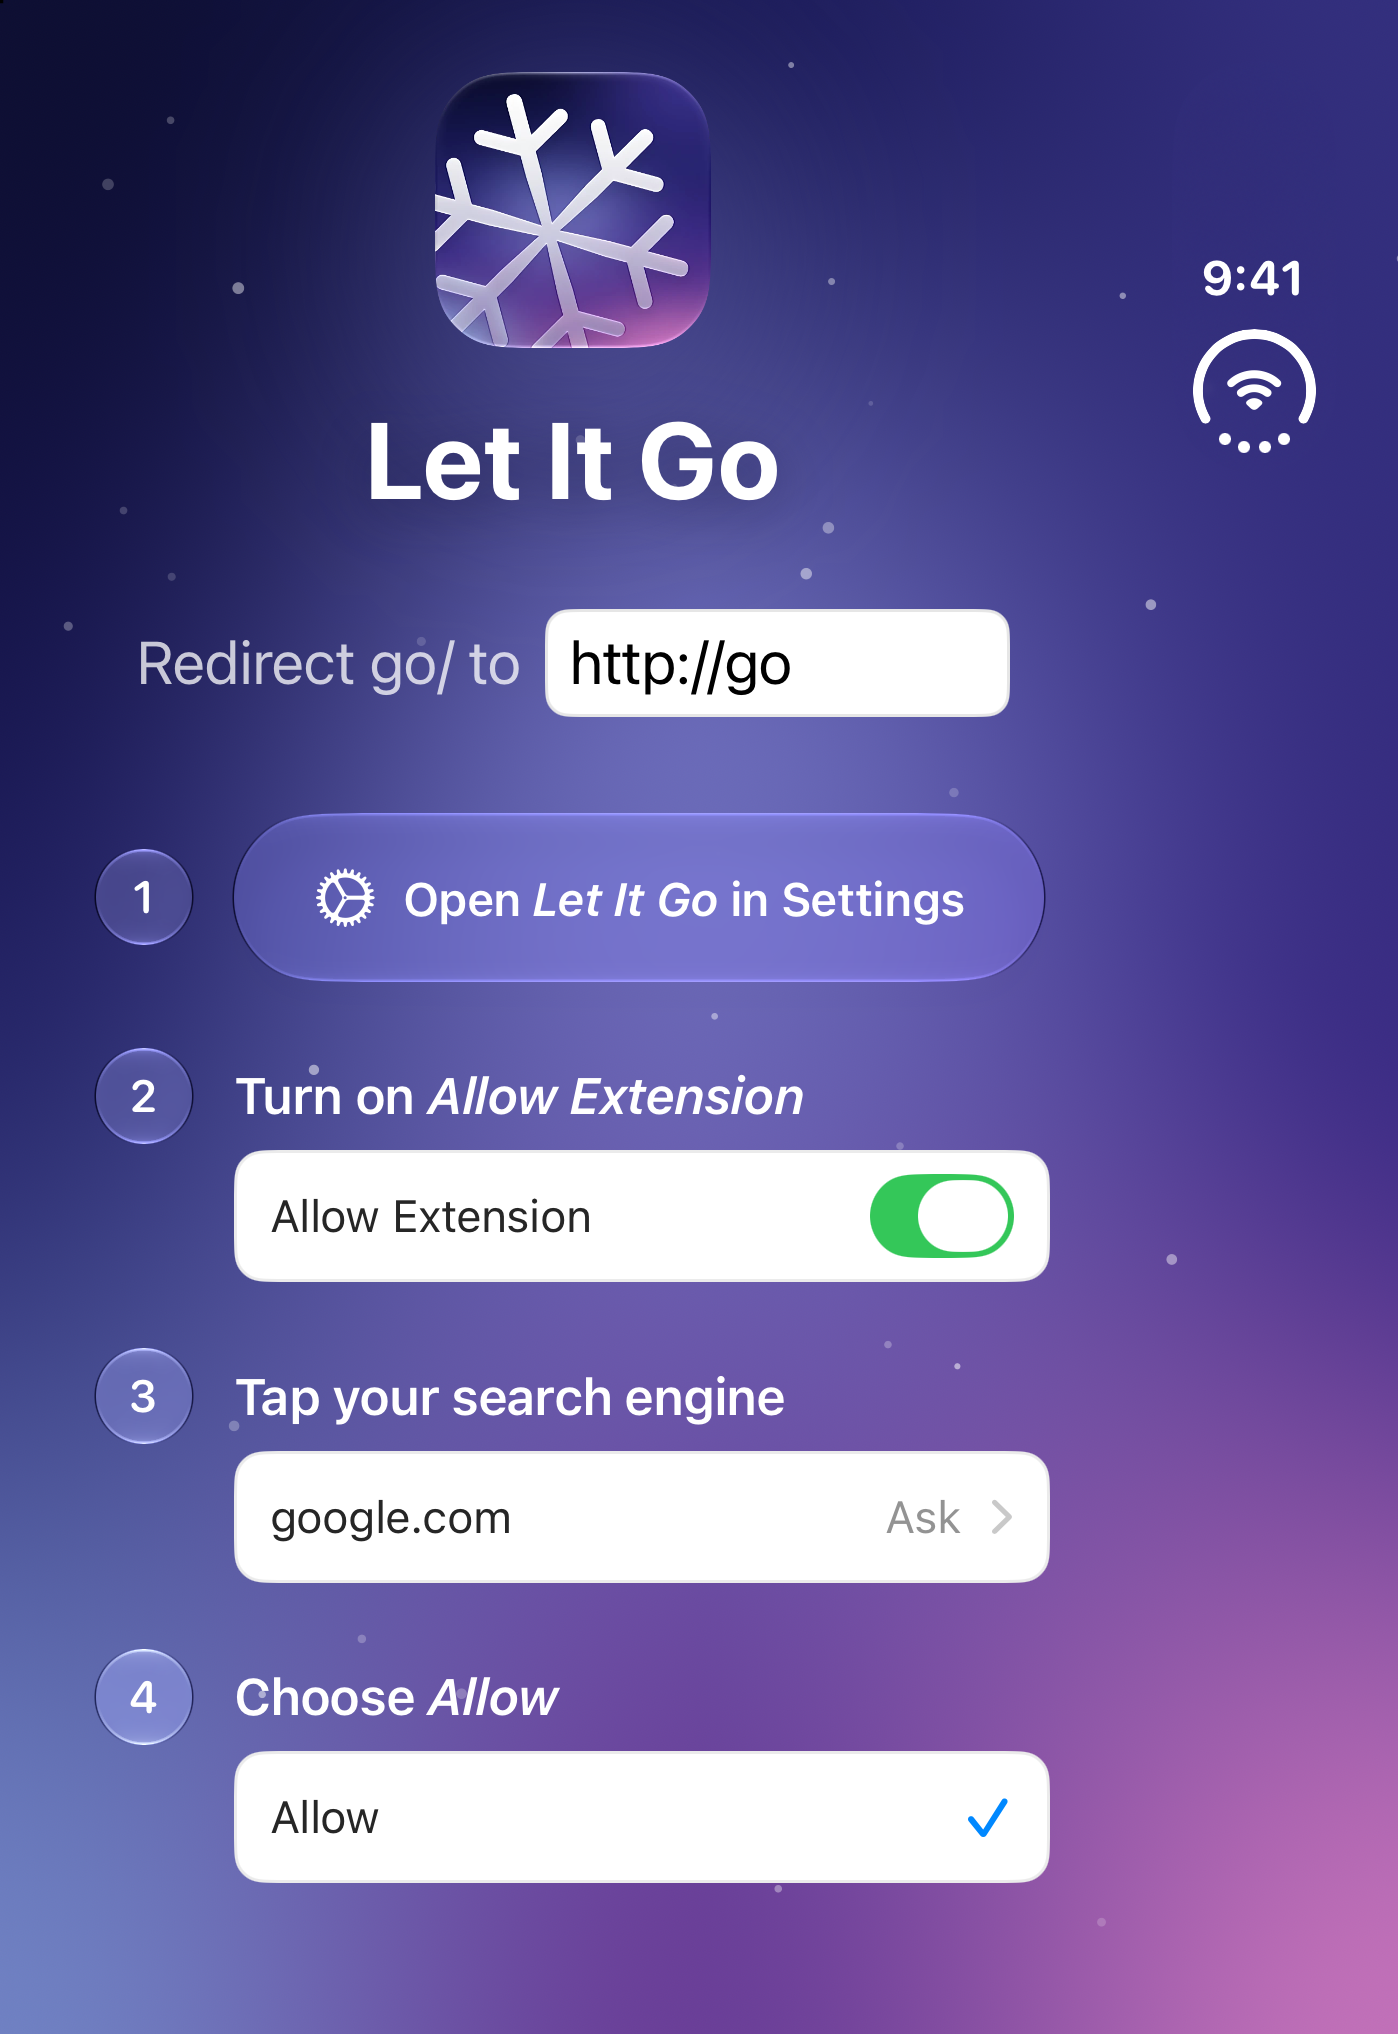 9:41
Let It Go
Redirect go/ to http://go
1 Open Let It Go in Settings
2 Turn on Allow Extension
Allow Extension
3 Tap your search engine
google.com Ask
4 Choose Allow
Allow